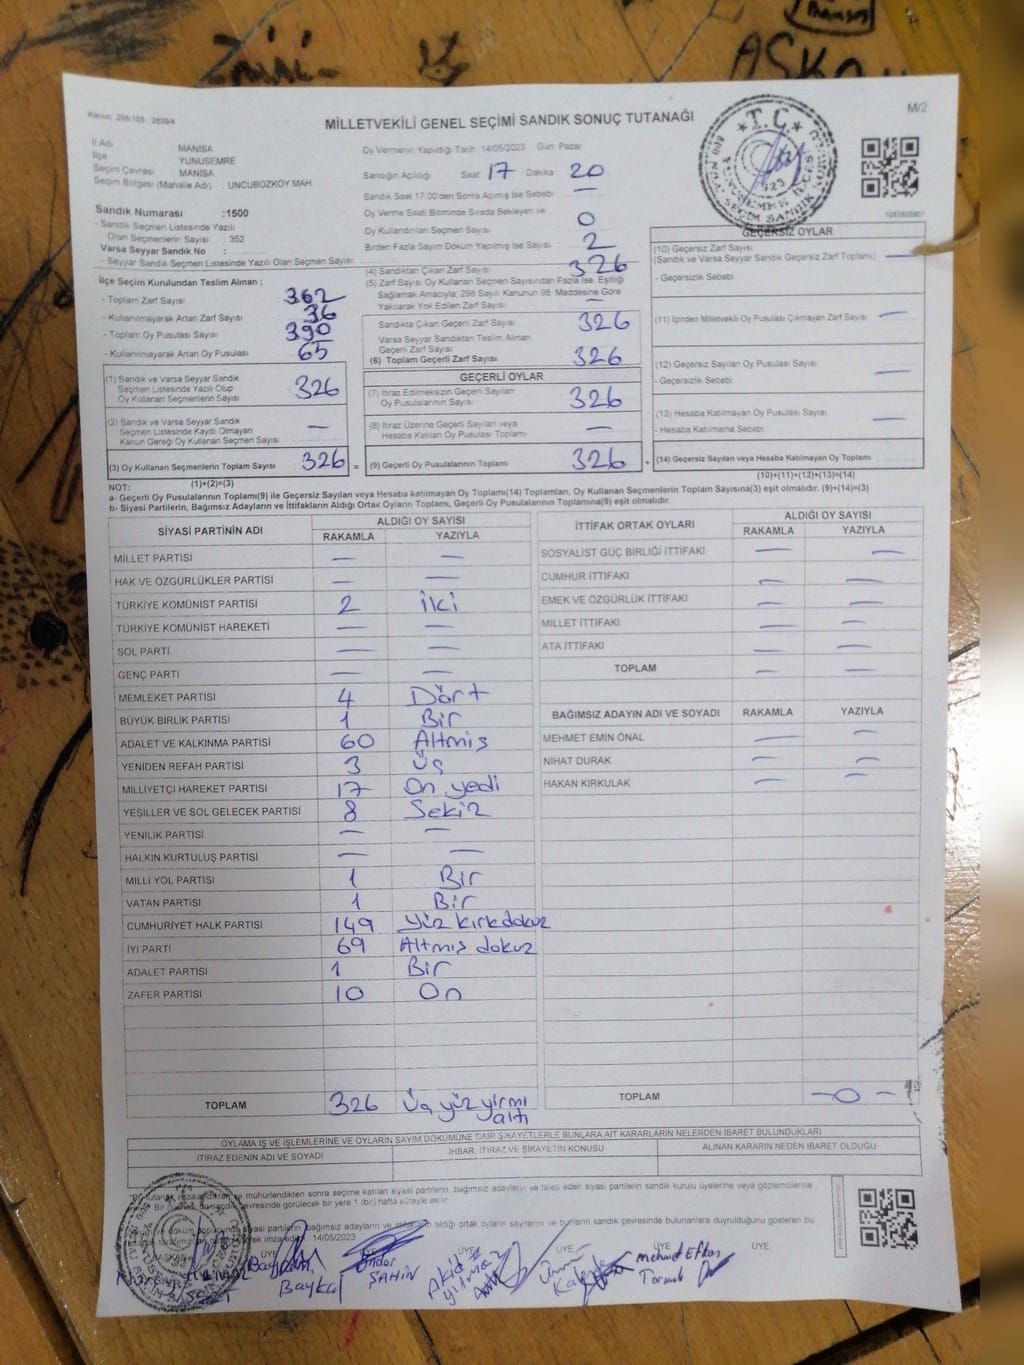 AŞK
Kanun: 298/105 2839/4
MİLLETVEKİLİ GENEL SEÇİMİ SANDIK SONUÇ TUTANAĞI
M/2
İl Adı MANİSA
İlçe YUNUSEMRE
Seçim Çevresi MANİSA
Seçim Bölgesi (Mahalle Adı) UNCUBOZKÖY MAH.
Oy Vermenin Yapıldığı Tarih 14/05/2023 Gün: Pazar
Sandığın Açıldığı Saat 17 Dakika 20
Sandık Saat 17:00'den Sonra Açılmış İse Sebebi —
Oy Verme Saati Bitiminde Sırada Bekleyen ve
Oy Kullandırılan Seçmen Sayısı 0
Birden Fazla Sayım Döküm Yapılmış İse Sayısı 2
T.C.
Sandık Numarası :1500
- Sandık Seçmen Listesinde Yazılı
Olan Seçmenlerin Sayısı : 352
Varsa Seyyar Sandık No :
- Seyyar Sandık Seçmen Listesinde Yazılı Olan Seçmen Sayısı:
İlçe Seçim Kurulundan Teslim Alınan ;
- Toplam Zarf Sayısı 362
- Kullanılmayarak Artan Zarf Sayısı 36
- Toplam Oy Pusulası Sayısı 390
- Kullanılmayarak Artan Oy Pusulası 65
(4) Sandıktan Çıkan Zarf Sayısı 326
(5) Zarf Sayısı, Oy Kullanan Seçmen Sayısından Fazla İse, Eşitliği
Sağlamak Amacıyla, 298 Sayılı Kanunun 98. Maddesine Göre
Yakılarak Yok Edilen Zarf Sayısı —
Sandıkta Çıkan Geçerli Zarf Sayısı 326
Varsa Seyyar Sandıktan Teslim Alınan
Geçerli Zarf Sayısı
(6) Toplam Geçerli Zarf Sayısı 326
GEÇERSİZ OYLAR
(10) Geçersiz Zarf Sayısı
(Sandık ve Varsa Seyyar Sandık Geçersiz Zarf Toplamı) —
- Geçersizlik Sebebi
(11) İçinden Milletvekili Oy Pusulası Çıkmayan Zarf Sayısı —
(12) Geçersiz Sayılan Oy Pusulası Sayısı —
- Geçersizlik Sebebi
(13) Hesaba Katılmayan Oy Pusulası Sayısı —
- Hesaba Katılmama Sebebi
(1) Sandık ve Varsa Seyyar Sandık
Seçmen Listesinde Yazılı Olup
Oy Kullanan Seçmenlerin Sayısı 326
(2) Sandık ve Varsa Seyyar Sandık
Seçmen Listesinde Kayıtlı Olmayan
Kanun Gereği Oy Kullanan Seçmen Sayısı —
(3) Oy Kullanan Seçmenlerin Toplam Sayısı 326 =
(1)+(2)=(3)
GEÇERLİ OYLAR
(7) İtiraz Edilmeksizin Geçerli Sayılan
Oy Pusulalarının Sayısı 326
(8) İtiraz Üzerine Geçerli Sayılan veya
Hesaba Katılan Oy Pusulası Toplamı —
(9) Geçerli Oy Pusulalarının Toplamı 326 +
(14) Geçersiz Sayılan veya Hesaba Katılmayan Oy Toplamı
(10)+(11)+(12)+(13)=(14)
NOT:
a- Geçerli Oy Pusulalarının Toplamı(9) ile Geçersiz Sayılan veya Hesaba katılmayan Oy Toplamı(14) Toplamları, Oy Kullanan Seçmenlerin Toplam Sayısına(3) eşit olmalıdır. (9)+(14)=(3)
b- Siyasi Partilerin, Bağımsız Adayların ve İttifakların Aldığı Ortak Oyların Toplamı, Geçerli Oy Pusulalarının Toplamına(9) eşit olmalıdır.
SİYASİ PARTİNİN ADI ALDIĞI OY SAYISI
RAKAMLA YAZIYLA
MİLLET PARTİSİ — —
HAK VE ÖZGÜRLÜKLER PARTİSİ — —
TÜRKİYE KOMÜNİST PARTİSİ 2 İki
TÜRKİYE KOMÜNİST HAREKETİ — —
SOL PARTİ — —
GENÇ PARTİ — —
MEMLEKET PARTİSİ 4 Dört
BÜYÜK BİRLİK PARTİSİ 1 Bir
ADALET VE KALKINMA PARTİSİ 60 Altmış
YENİDEN REFAH PARTİSİ 3 Üç
MİLLİYETÇİ HAREKET PARTİSİ 17 On yedi
YEŞİLLER VE SOL GELECEK PARTİSİ 8 Sekiz
YENİLİK PARTİSİ — —
HALKIN KURTULUŞ PARTİSİ — —
MİLLİ YOL PARTİSİ 1 Bir
VATAN PARTİSİ 1 Bir
CUMHURİYET HALK PARTİSİ 149 Yüz kırk dokuz
İYİ PARTİ 69 Altmış dokuz
ADALET PARTİSİ 1 Bir
ZAFER PARTİSİ 10 On
TOPLAM 326 Üç yüz yirmi
altı
İTTİFAK ORTAK OYLARI ALDIĞI OY SAYISI
RAKAMLA YAZIYLA
SOSYALİST GÜÇ BİRLİĞİ İTTİFAKI — —
CUMHUR İTTİFAKI — —
EMEK VE ÖZGÜRLÜK İTTİFAKI — —
MİLLET İTTİFAKI — —
ATA İTTİFAKI — —
TOPLAM — —
BAĞIMSIZ ADAYIN ADI VE SOYADI RAKAMLA YAZIYLA
MEHMET EMİN ÖNAL — —
NİHAT DURAK — —
HAKAN KIRKULAK — —
TOPLAM —0—
OYLAMA İŞ VE İŞLEMLERİNE VE OYLARIN SAYIM DÖKÜMÜNE DAİR ŞİKAYETLERLE BUNLARA AİT KARARLARIN NELERDEN İBARET BULUNDUKLARI
İTİRAZ EDENİN ADI VE SOYADI İHBAR, İTİRAZ VE ŞİKAYETİN KONUSU ALINAN KARARIN NEDEN İBARET OLDUĞU
mühürlendikten sonra seçime katılan siyasi partilerin, bağımsız adayların ve talep eden siyasi partilerin sandık kurulu üyelerine veya gözlemcilerine
sandık çevresinde görülecek bir yere 1 (bir) hafta süreyle asılır.
siyasi partilerin, bağımsız adayların ve aldığı ortak oyların sayılarını ve bunların sandık çevresinde bulunanlara duyrulduğunu gösteren bu
imza edildi. 14/05/2023
BAŞKAN ÜYE ÜYE ÜYE ÜYE ÜYE
Baykal
Önder ŞAHİN
Akid Yılmaz
Mehmet Efkan